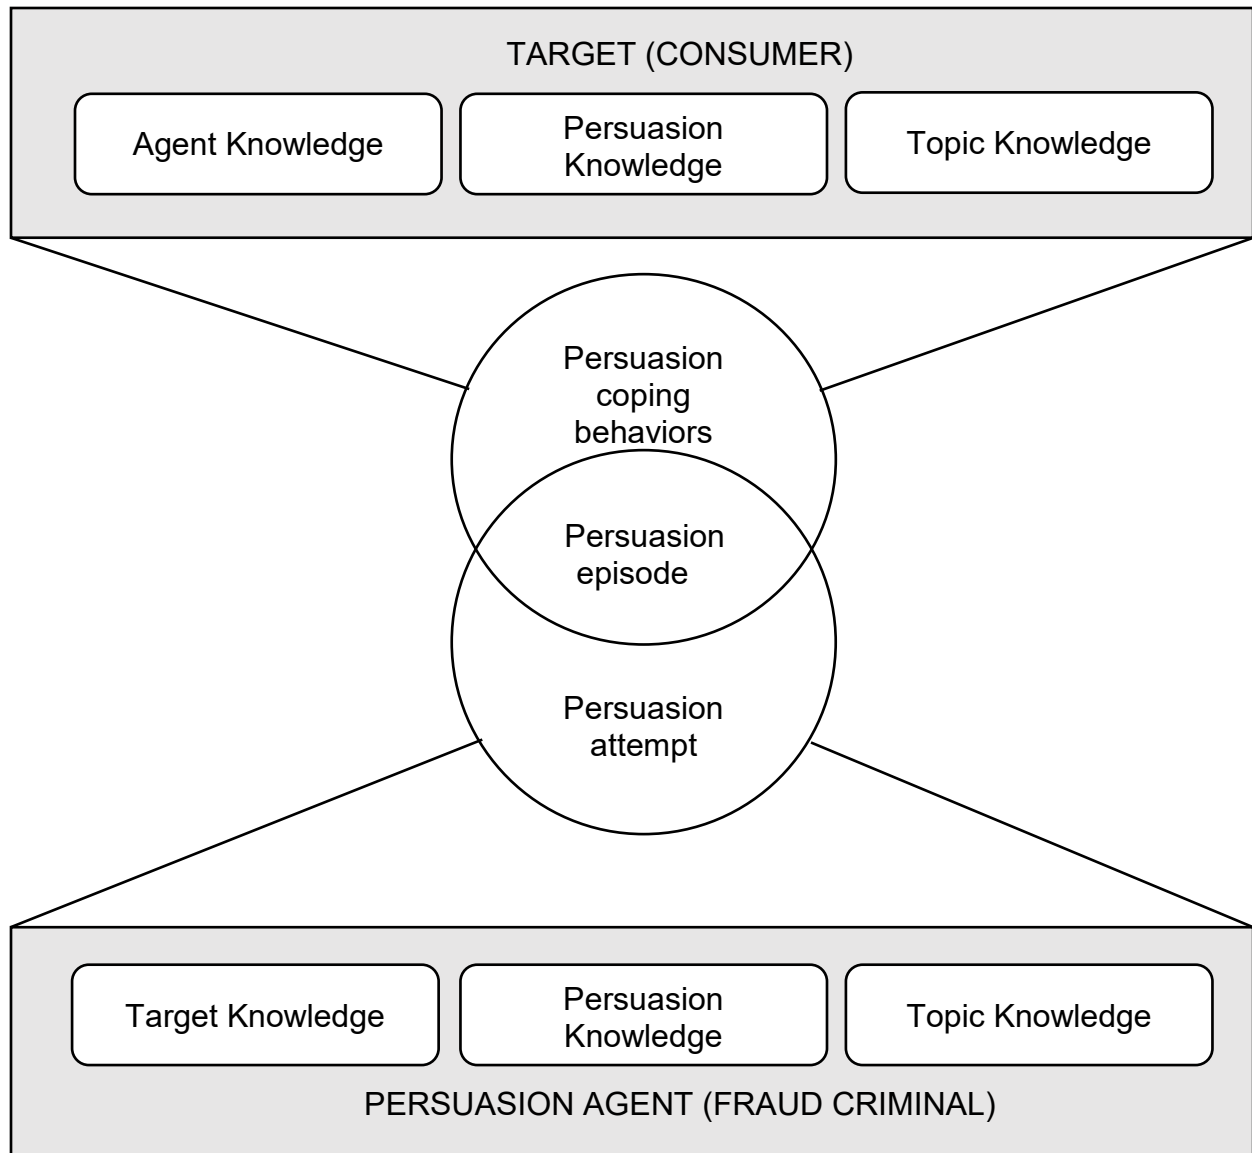 TARGET (CONSUMER)
Agent Knowledge
Persuasion
Knowledge
Topic Knowledge
Persuasion
coping
behaviors
Persuasion
episode
Persuasion
attempt
Target Knowledge
Persuasion
Knowledge
Topic Knowledge
PERSUASION AGENT (FRAUD CRIMINAL)